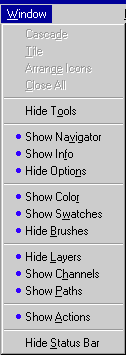 Window
Cascade
Tile
Arrange Icons
Close All
Hide Tools
Show Navigator
Show Info
Hide Options
Show Color
Show Swatches
Hide Brushes
Hide Layers
Show Channels
Show Paths
Show Actions
Hide Status Bar